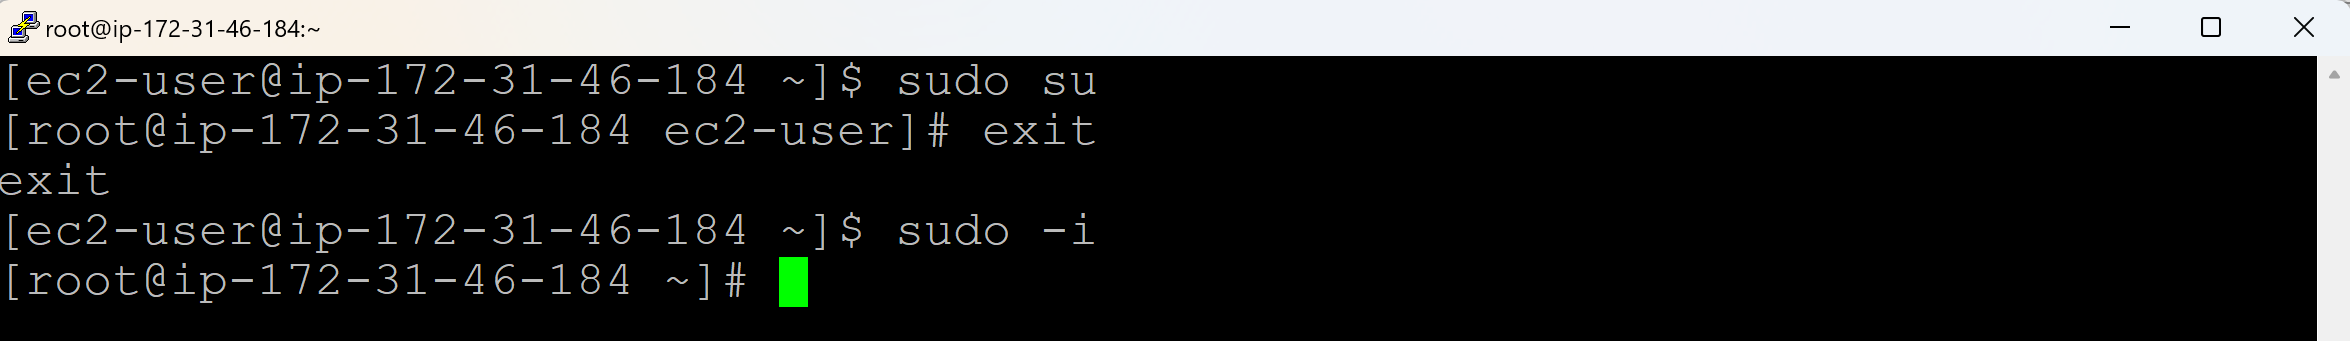 root@ip-172-31-46-184:~
[ec2-user@ip-172-31-46-184 ~]$ sudo su
[root@ip-172-31-46-184 ec2-user]# exit
exit
[ec2-user@ip-172-31-46-184 ~]$ sudo -i
[root@ip-172-31-46-184 ~]#